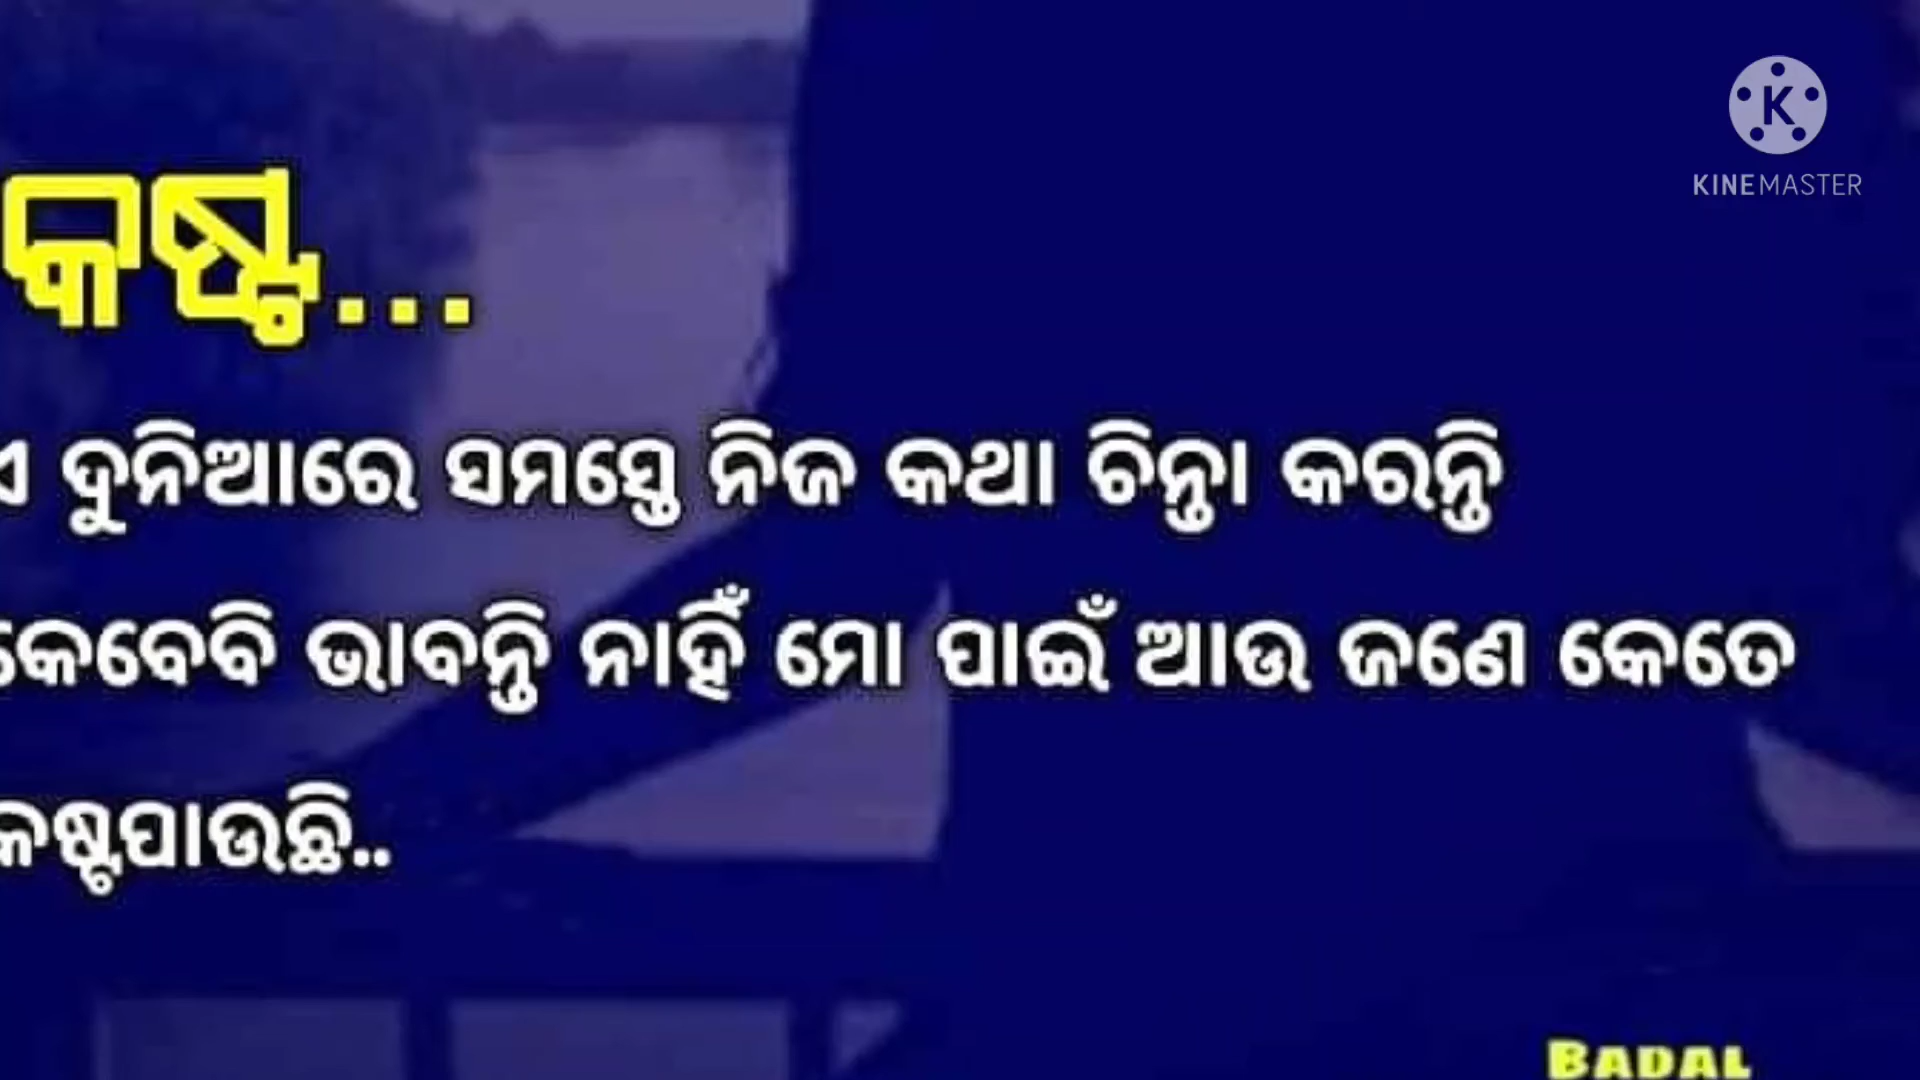 KINEMASTER
କଷ୍ଟ...
ଏ ଦୁନିଆରେ ସମସ୍ତେ ନିଜ କଥା ଚିନ୍ତା କରନ୍ତି
କେବେବି ଭାବନ୍ତି ନାହିଁ ମୋ ପାଇଁ ଆଉ ଜଣେ କେତେ
କଷ୍ଟପାଉଛି..
BADAL